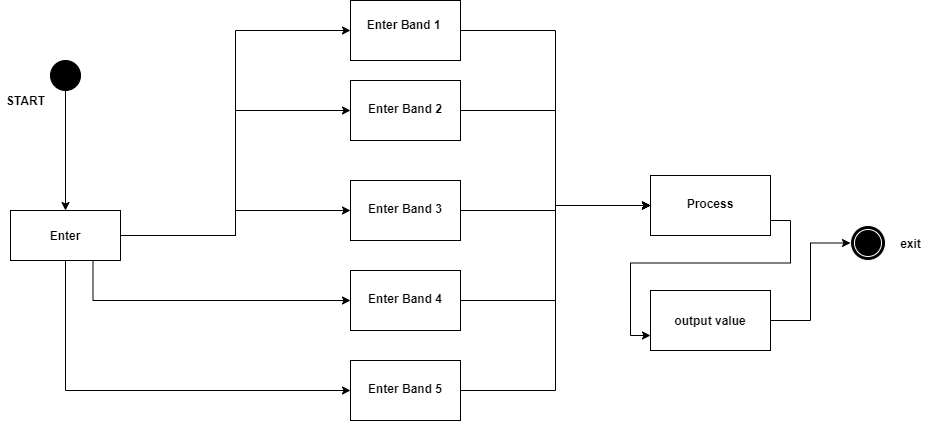 Enter Band 1
START
Enter Band 2
Enter Band 3
Process
Enter
exit
Enter Band 4
output value
Enter Band 5